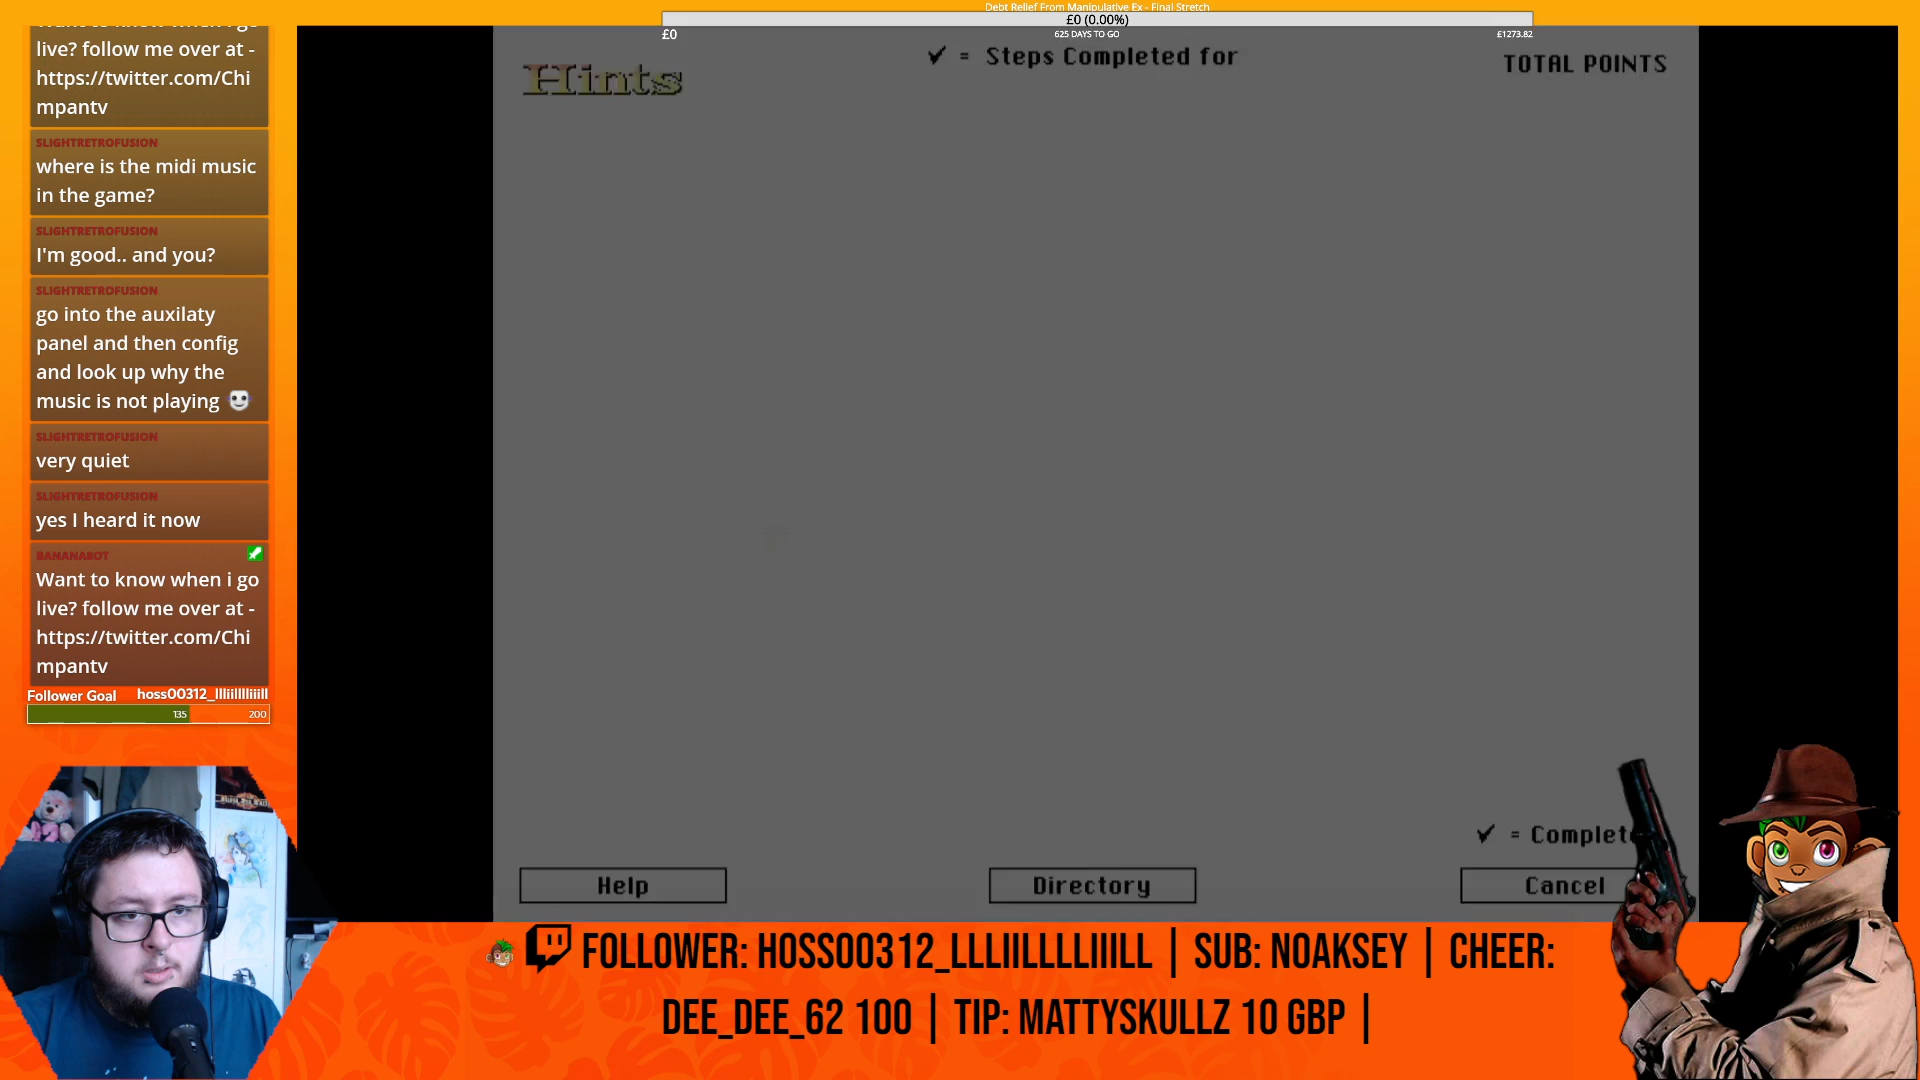 Debt Relief From Manipulative Ex - Final Stretch
£0 (0.00%)
£0
625 DAYS TO GO
£1273.82
live? follow me over at -
https://twitter.com/Chi
mpantv
SLIGHTRETROFUSION
where is the midi music
in the game?
SLIGHTRETROFUSION
I'm good.. and you?
SLIGHTRETROFUSION
go into the auxilaty
panel and then config
and look up why the
music is not playing
SLIGHTRETROFUSION
very quiet
SLIGHTRETROFUSION
yes I heard it now
BANANABOT
Want to know when i go
live? follow me over at -
https://twitter.com/Chi
mpantv
Follower Goal
135
200
Hints
✓ = Steps Completed for
TOTAL POINTS
✓ = Complet
Help
Directory
Cancel
FOLLOWER: HOSS00312_LLLIILLLLIIILL | SUB: NOAKSEY | CHEER:
DEE_DEE_62 100 | TIP: MATTYSKULLZ 10 GBP |